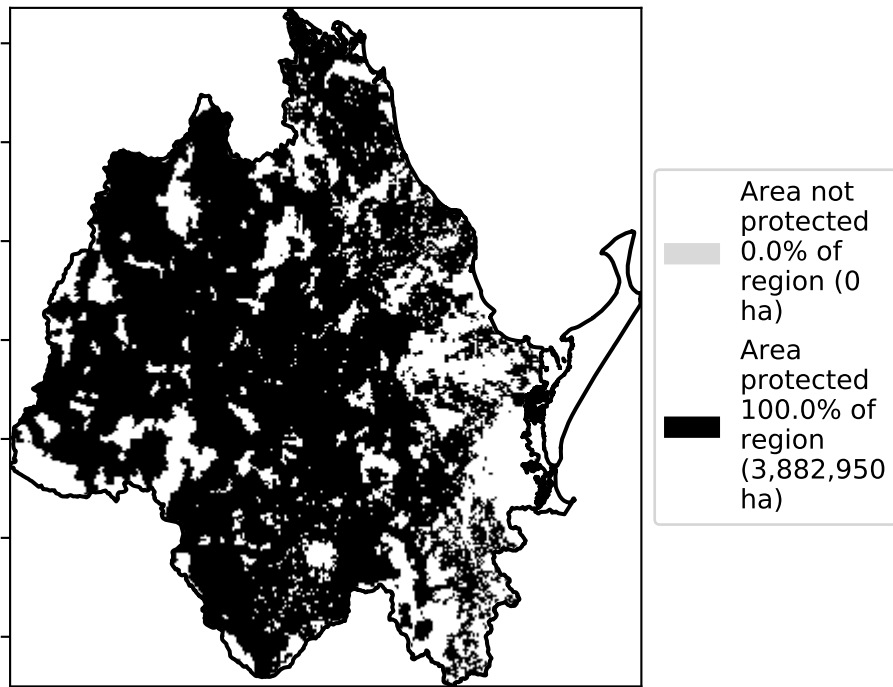 Area not
protected
0.0% of
region (0
ha)
Area
protected
100.0% of
region
(3,882,950
ha)